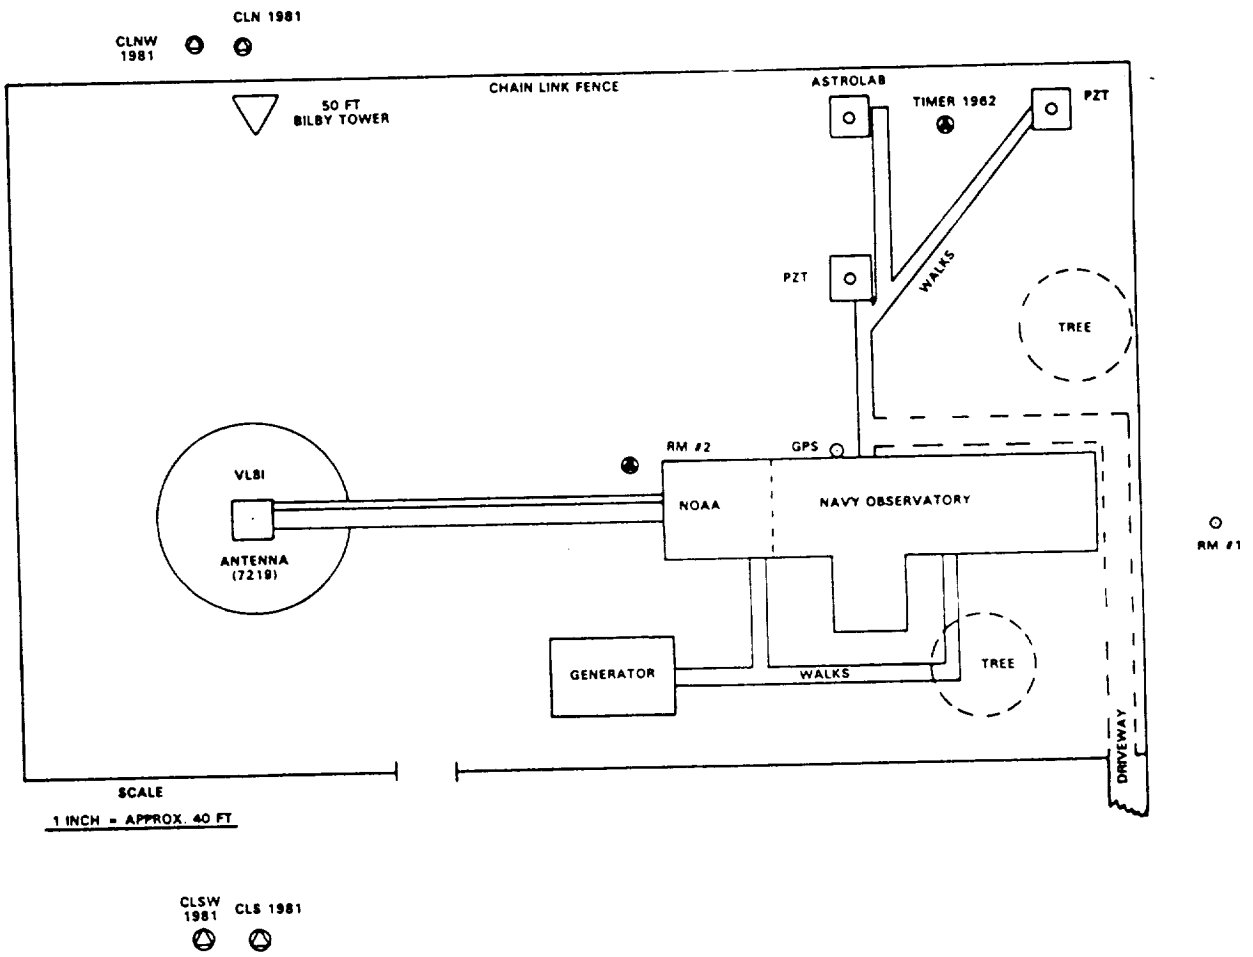 CLN 1981
CLNW
1981
CHAIN LINK FENCE
ASTROLAB
50 FT
BILBY TOWER
TIMER 1962
PZT
WALKS
PZT
TREE
RM #2
GPS
VLBI
NOAA
NAVY OBSERVATORY
RM #1
ANTENNA
(7219)
GENERATOR
WALKS
TREE
DRIVEWAY
SCALE
1 INCH = APPROX. 40 FT
CLSW
1981
CLS 1981